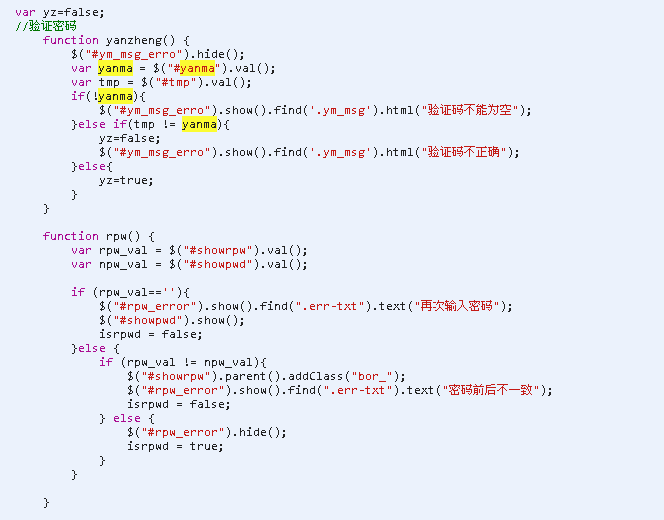 var yz=false;
//验证密码
function yanzheng() {
$("#ym_msg_erro").hide();
var yanma = $("#yanma").val();
var tmp = $("#tmp").val();
if(!yanma){
$("#ym_msg_erro").show().find('.ym_msg').html("验证码不能为空");
}else if(tmp != yanma){
yz=false;
$("#ym_msg_erro").show().find('.ym_msg').html("验证码不正确");
}else{
yz=true;
}
}
function rpw() {
var rpw_val = $("#showrpw").val();
var npw_val = $("#showpwd").val();
if (rpw_val==''){
$("#rpw_error").show().find(".err-txt").text("再次输入密码");
$("#showpwd").show();
isrpwd = false;
}else {
if (rpw_val != npw_val){
$("#showrpw").parent().addClass("bor_");
$("#rpw_error").show().find(".err-txt").text("密码前后不一致");
isrpwd = false;
} else {
$("#rpw_error").hide();
isrpwd = true;
}
}
}